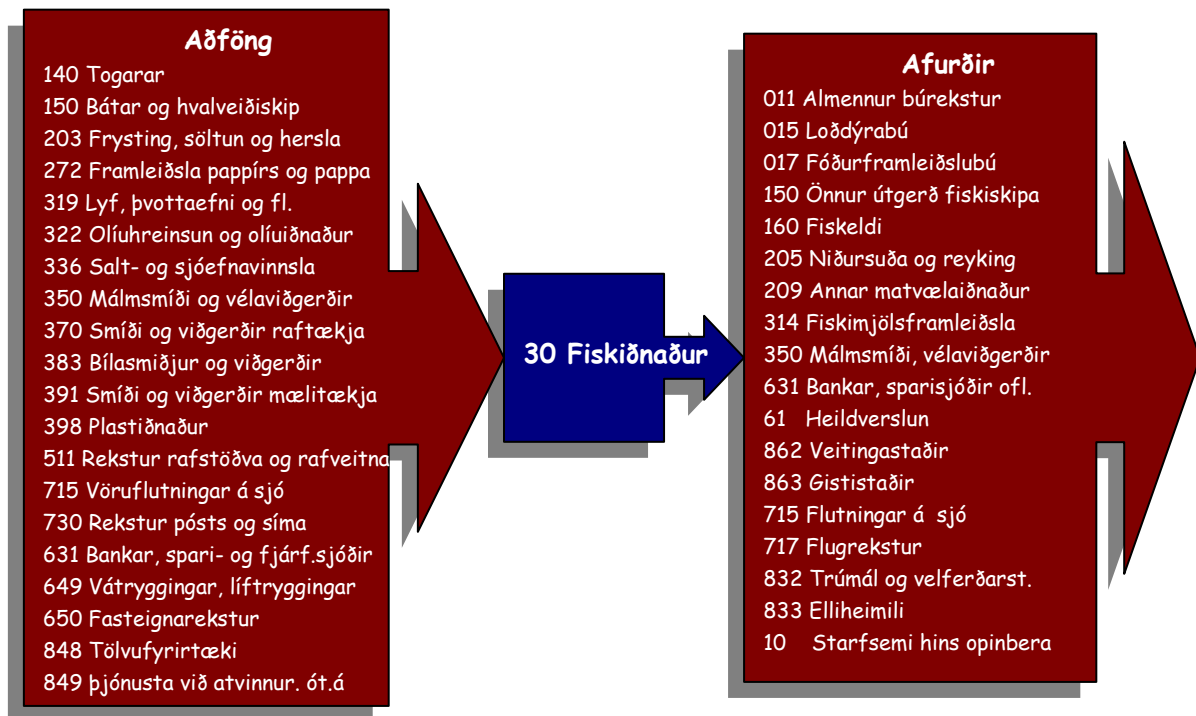 Aðföng
140 Togarar
150 Bátar og hvalveiðiskip
203 Frysting, söltun og hersla
272 Framleiðsla pappírs og pappa
319 Lyf, þvottaefni og fl.
322 Olíuhreinsun og olíuiðnaður
336 Salt- og sjóefnavinnsla
350 Málmsmíði og vélaviðgerðir
370 Smíði og viðgerðir raftækja
383 Bílasmiðjur og viðgerðir
391 Smíði og viðgerðir mælitækja
398 Plastiðnaður
511 Rekstur rafstöðva og rafveitna
715 Vöruflutningar á sjó
730 Rekstur pósts og síma
631 Bankar, spari- og fjárf.sjóðir
649 Vátryggingar, líftryggingar
650 Fasteignarekstur
848 Tölvufyrirtæki
849 þjónusta við atvinnur. ót.á
30 Fiskiðnaður
Afurðir
011 Almennur búrekstur
015 Loðdýrabú
017 Fóðurframleiðslubú
150 Önnur útgerð fiskiskipa
160 Fiskeldi
205 Niðursuða og reyking
209 Annar matvælaiðnaður
314 Fiskimjölsframleiðsla
350 Málmsmíði, vélaviðgerðir
631 Bankar, sparisjóðir ofl.
61 Heildverslun
862 Veitingastaðir
863 Gististaðir
715 Flutningar á sjó
717 Flugrekstur
832 Trúmál og velferðarst.
833 Elliheimili
10 Starfsemi hins opinbera